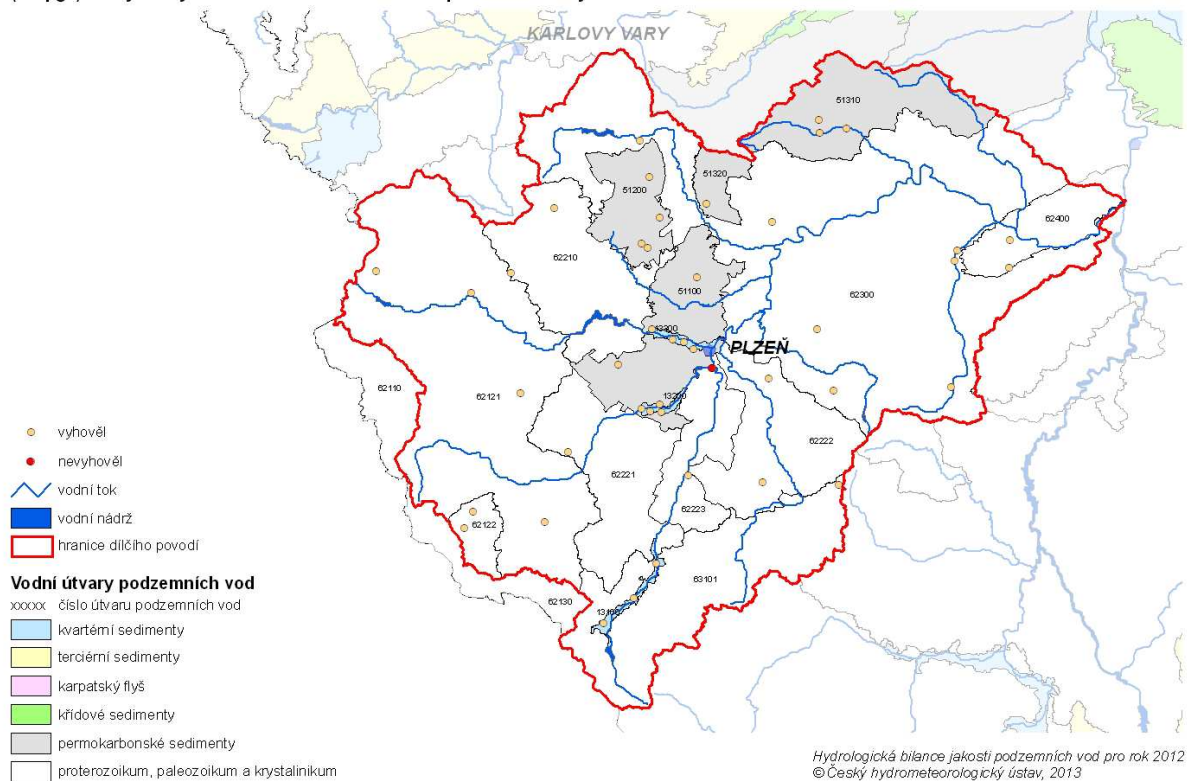 KARLOVY VARY
51310
51320
51200
62400
62210
51100
62300
PLZEŇ
62110
62121
62222
62221
62223
62122
63101
62130
vyhověl
nevyhověl
vodní tok
vodní nádrž
hranice dílčího povodí
Vodní útvary podzemních vod
xxxxx číslo útvaru podzemních vod
kvartérní sedimenty
terciérní sedimenty
karpatský flyš
křídové sedimenty
permokarbonské sedimenty
proterozoikum, paleozoikum a krystalinikum
Hydrologická bilance jakosti podzemních vod pro rok 2012
© Český hydrometeorologický ústav, 2013